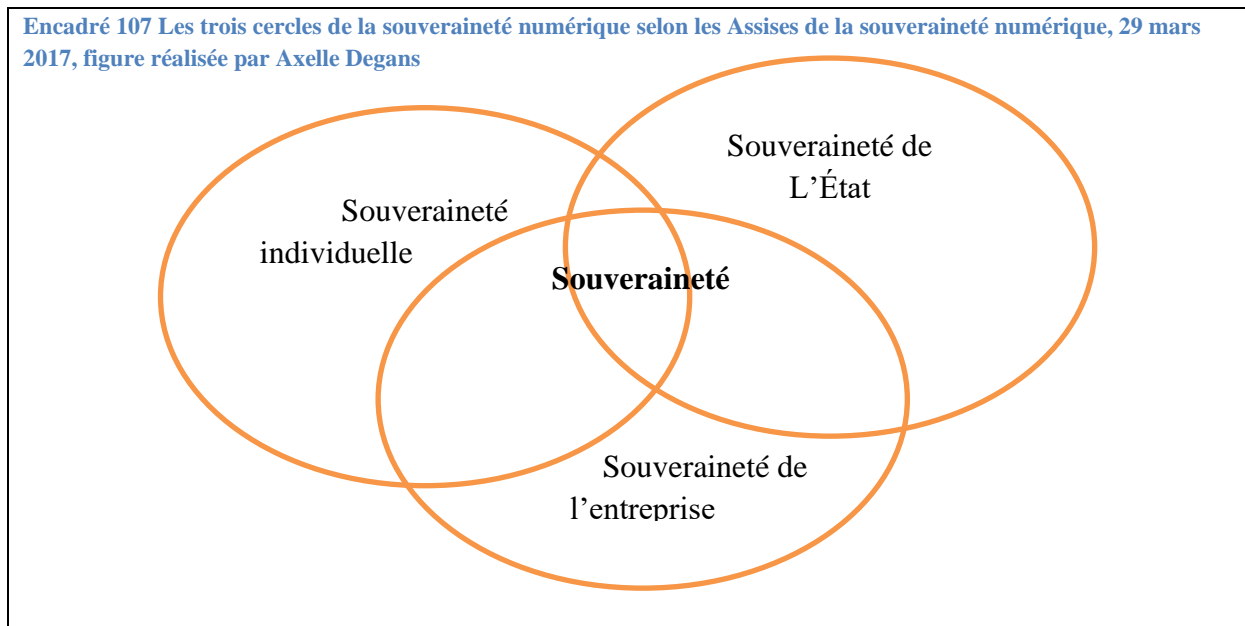 Encadré 107 Les trois cercles de la souveraineté numérique selon les Assises de la souveraineté numérique, 29 mars
2017, figure réalisée par Axelle Degans
Souveraineté de
L’État
Souveraineté
individuelle
Souveraineté
Souveraineté de
l’entreprise